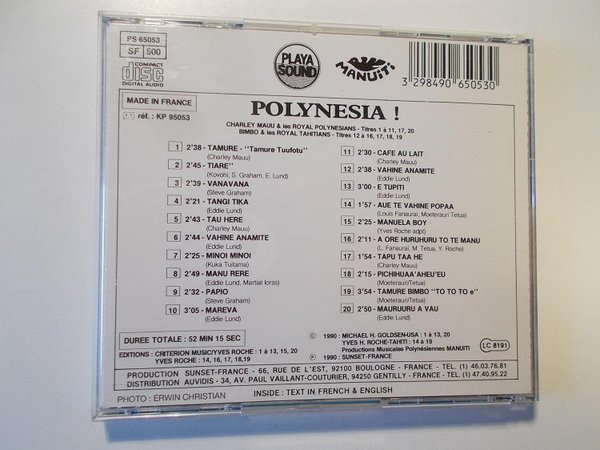 PS 65053
SF 500
COMPACT
disc
DIGITAL AUDIO
PLAYA
SOUND
MANUiTi
3 298490 650530
MADE IN FRANCE
réf.: KP 95053
POLYNESIA !
CHARLEY MAUU & les ROYAL POLYNESIANS - Titres 1 à 11, 17, 20
BIMBO & les ROYAL TAHITIANS - Titres 12 à 16, 17, 18, 19
1 2'38 - TAMURE - "Tamure Tuufotu"
(Charley Mauu)
2 2'45 - TIARE"
(Kovohi, S. Graham, E. Lund)
3 2'39 - VANAVANA
(Steve Graham)
4 2'21 - TANGI TIKA
(Eddie Lund)
5 2'43 - TAU HERE
(Charley Mauu)
6 2'44 - VAHINE ANAMITE
(Eddie Lund)
7 2'25 - MINOI MINOI
(Kuka Tuitama)
8 2'49 - MANU RERE
(Eddie Lund, Martial Iorss)
9 2'32 - PAPIO
(Steve Graham)
10 3'05 - MAREVA
(Eddie Lund)
11 2'30 - CAFE AU LAIT
(Charley Mauu)
12 2'38 - VAHINE ANAMITE
(Eddie Lund)
13 3'00 - E TUPITI
(Eddie Lund)
14 1'57 - AUE TE VAHINE POPAA
(Louis Fanaurai, Moeterauri Tetua)
15 2'25 - MANUELA BOY
(Yves Roche adpt)
16 2'11 - A ORE HURUHURU TO TE MANU
(L. Fanaurai, M. Tetua, Y. Roche)
17 1'54 - TAPU TAA HE
(Charley Mauu)
18 2'15 - PICHIHUAA'AHEU'EU
(Moeterauri/Tetua)
19 3'54 - TAMURE BIMBO "TO TO TO e"
(Moeterauri/Tetua)
20 2'50 - MAURUURU A VAU
(Eddie Lund)
DUREE TOTALE : 52 MIN 15 SEC
EDITIONS : CRITERION MUSIC/YVES ROCHE : 1 à 13, 15, 20
YVES ROCHE : 14, 16, 17, 18, 19
© - 1990 : MICHAEL H. GOLDSEN-USA : 1 à 13, 20
YVES H. ROCHE-TAHITI : 14 à 19
Productions Musicales Polynésiennes MANUITI
℗ - 1990 : SUNSET-FRANCE
LC 8191
PRODUCTION SUNSET-FRANCE - 66, RUE DE L'EST, 92100 BOULOGNE - FRANCE - TEL. (1) 46.03.76.81
DISTRIBUTION AUVIDIS - 34, AV. PAUL VAILLANT-COUTURIER, 94250 GENTILLY - FRANCE - TEL. (1) 47.40.95.22
PHOTO : ERWIN CHRISTIAN
INSIDE : TEXT IN FRENCH & ENGLISH